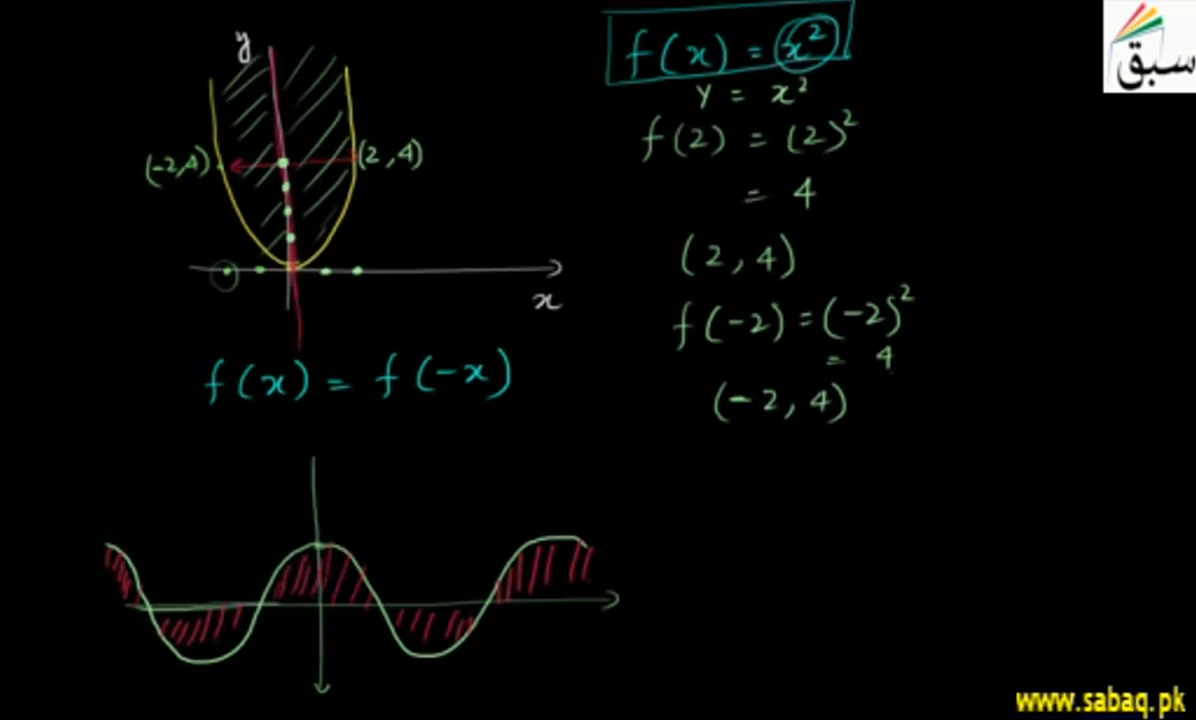 y
f(x) = x²
سبق
y = x²
f(2) = (2)²
= 4
(-2,4)
(2,4)
(2,4)
x
f(-2) = (-2)²
= 4
f(x) = f(-x)
(-2,4)
www.sabaq.pk